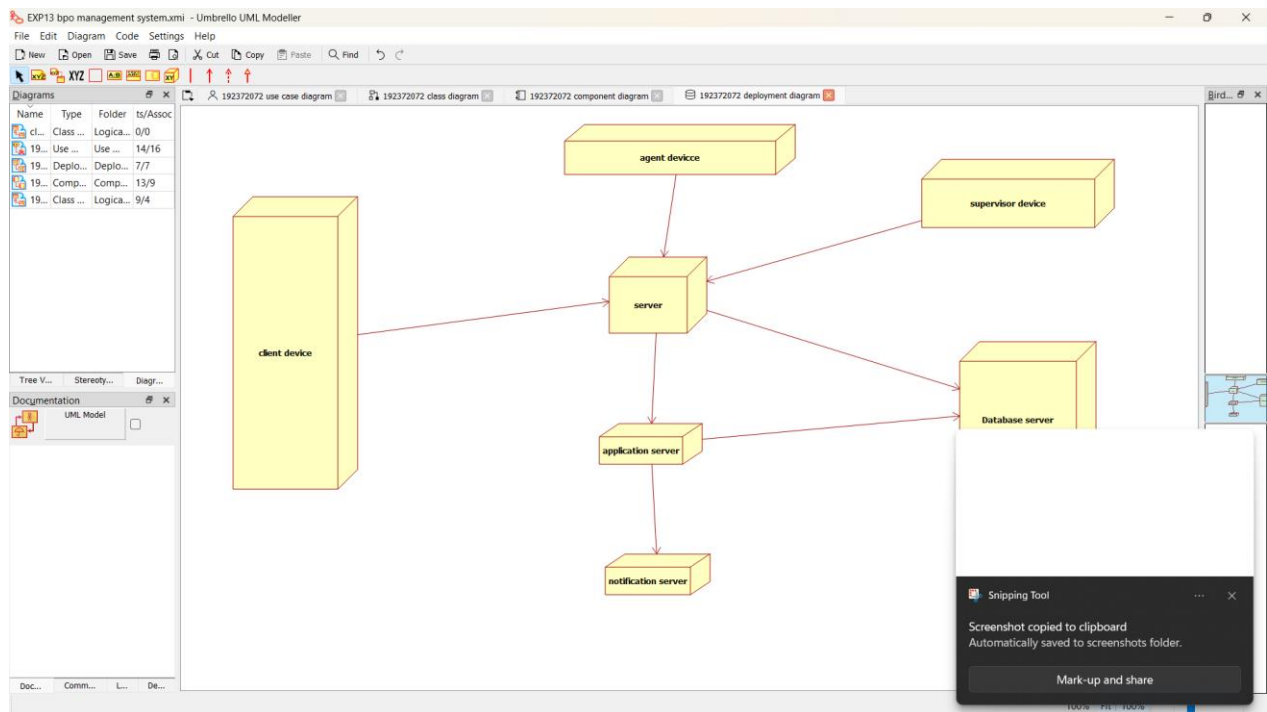 EXP13 bpo management system.xmi - Umbrello UML Modeller
File Edit Diagram Code Settings Help
New Open Save Cut Copy Paste Find
XYZ
Diagrams
192372072 use case diagram 192372072 class diagram 192372072 component diagram 192372072 deployment diagram
Bird...
Name Type Folder ts/Assoc
cl... Class ... Logica... 0/0
19... Use ... Use ... 14/16
19... Deplo... Deplo... 7/7
19... Comp... Comp... 13/9
19... Class ... Logica... 9/4
agent devicce
supervisor device
server
client device
Tree V... Stereoty... Diagr...
Documentation
UML Model
Database server
application server
notification server
Snipping Tool
Screenshot copied to clipboard
Automatically saved to screenshots folder.
Mark-up and share
Doc... Comm... L... De...
100% Fit 100%